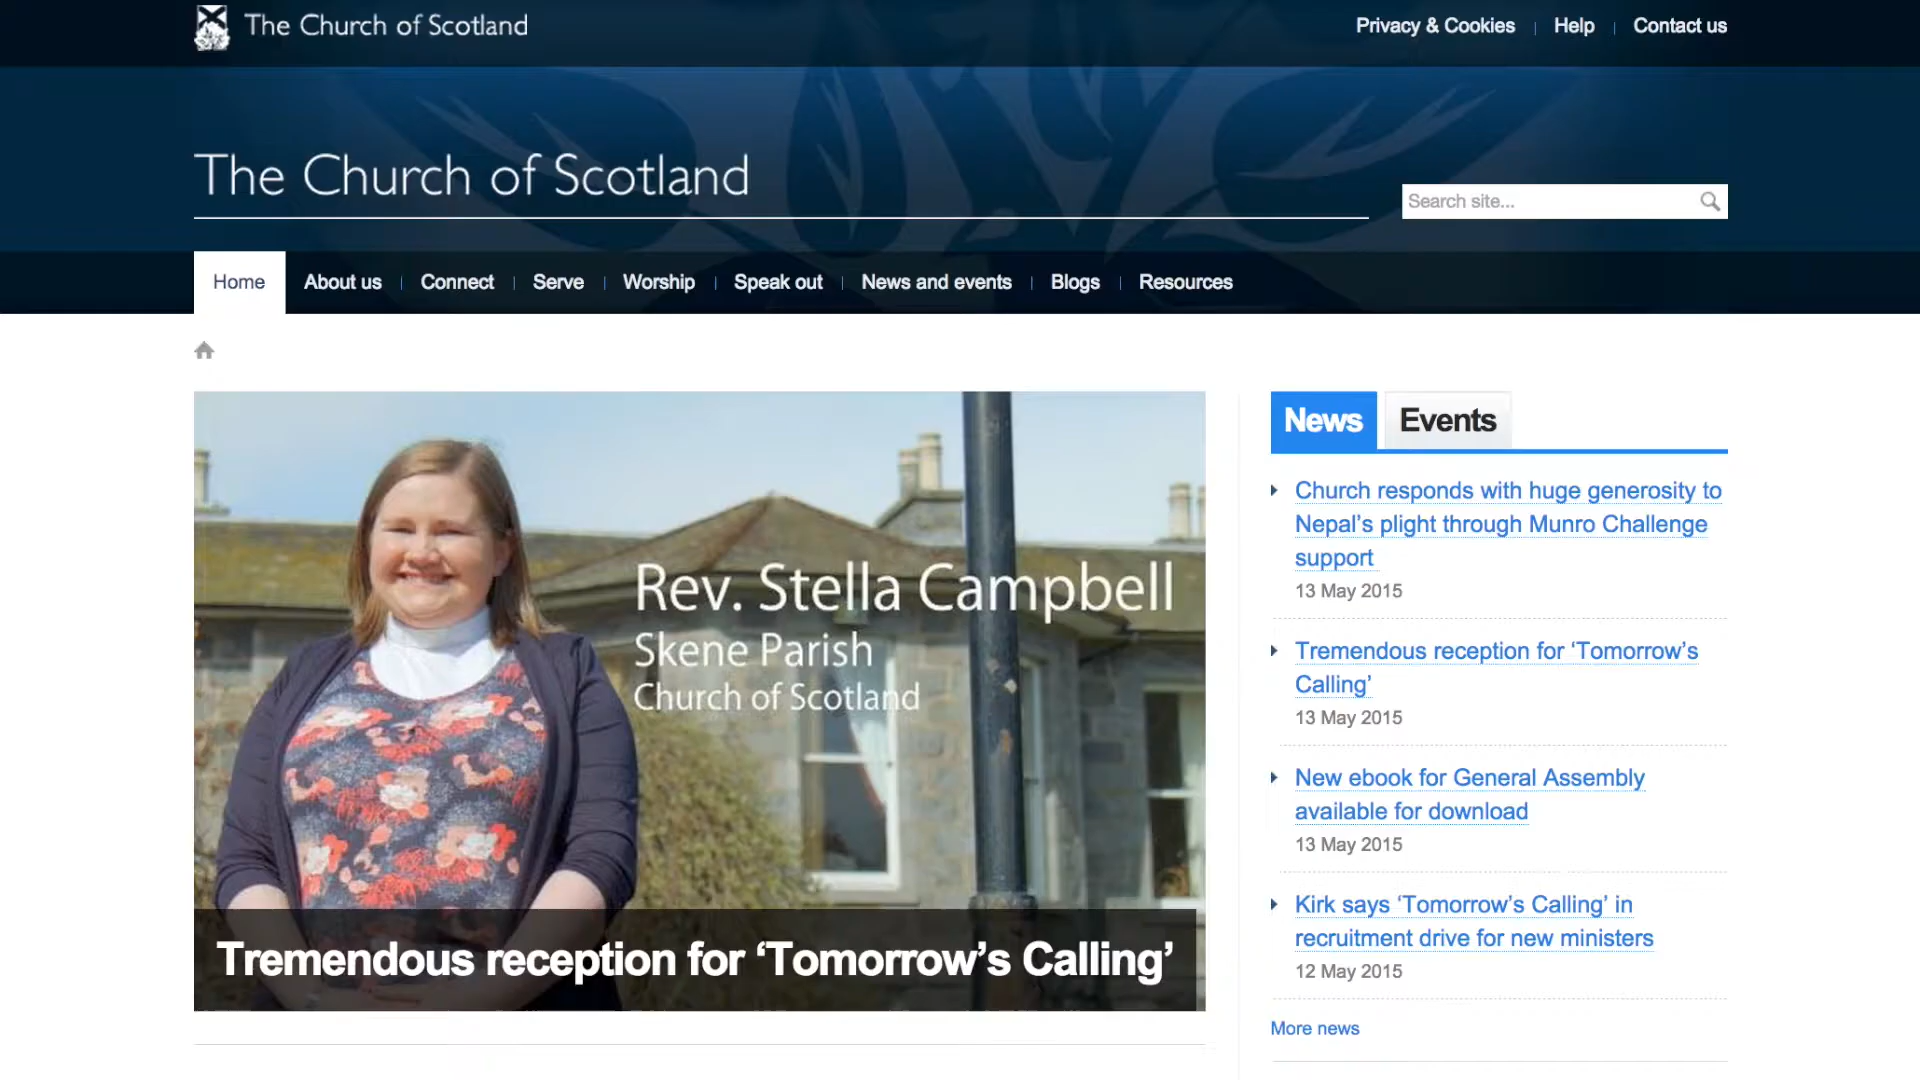 The Church of Scotland
Privacy & Cookies
Help
Contact us
The Church of Scotland
Search site...
Home
About us
Connect
Serve
Worship
Speak out
News and events
Blogs
Resources
Rev. Stella Campbell
Skene Parish
Church of Scotland
Tremendous reception for ‘Tomorrow’s Calling’
News
Events
Church responds with huge generosity to
Nepal’s plight through Munro Challenge
support
13 May 2015
Tremendous reception for ‘Tomorrow’s
Calling’
13 May 2015
New ebook for General Assembly
available for download
13 May 2015
Kirk says ‘Tomorrow’s Calling’ in
recruitment drive for new ministers
12 May 2015
More news